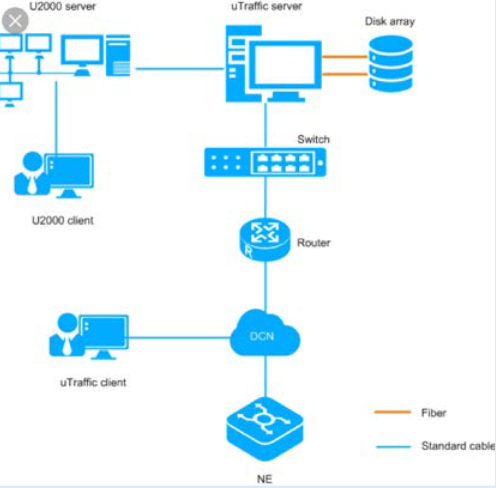 U2000 server
uTraffic server
Disk array
Switch
U2000 client
R
Router
DCN
uTraffic client
Fiber
Standard cable
NE